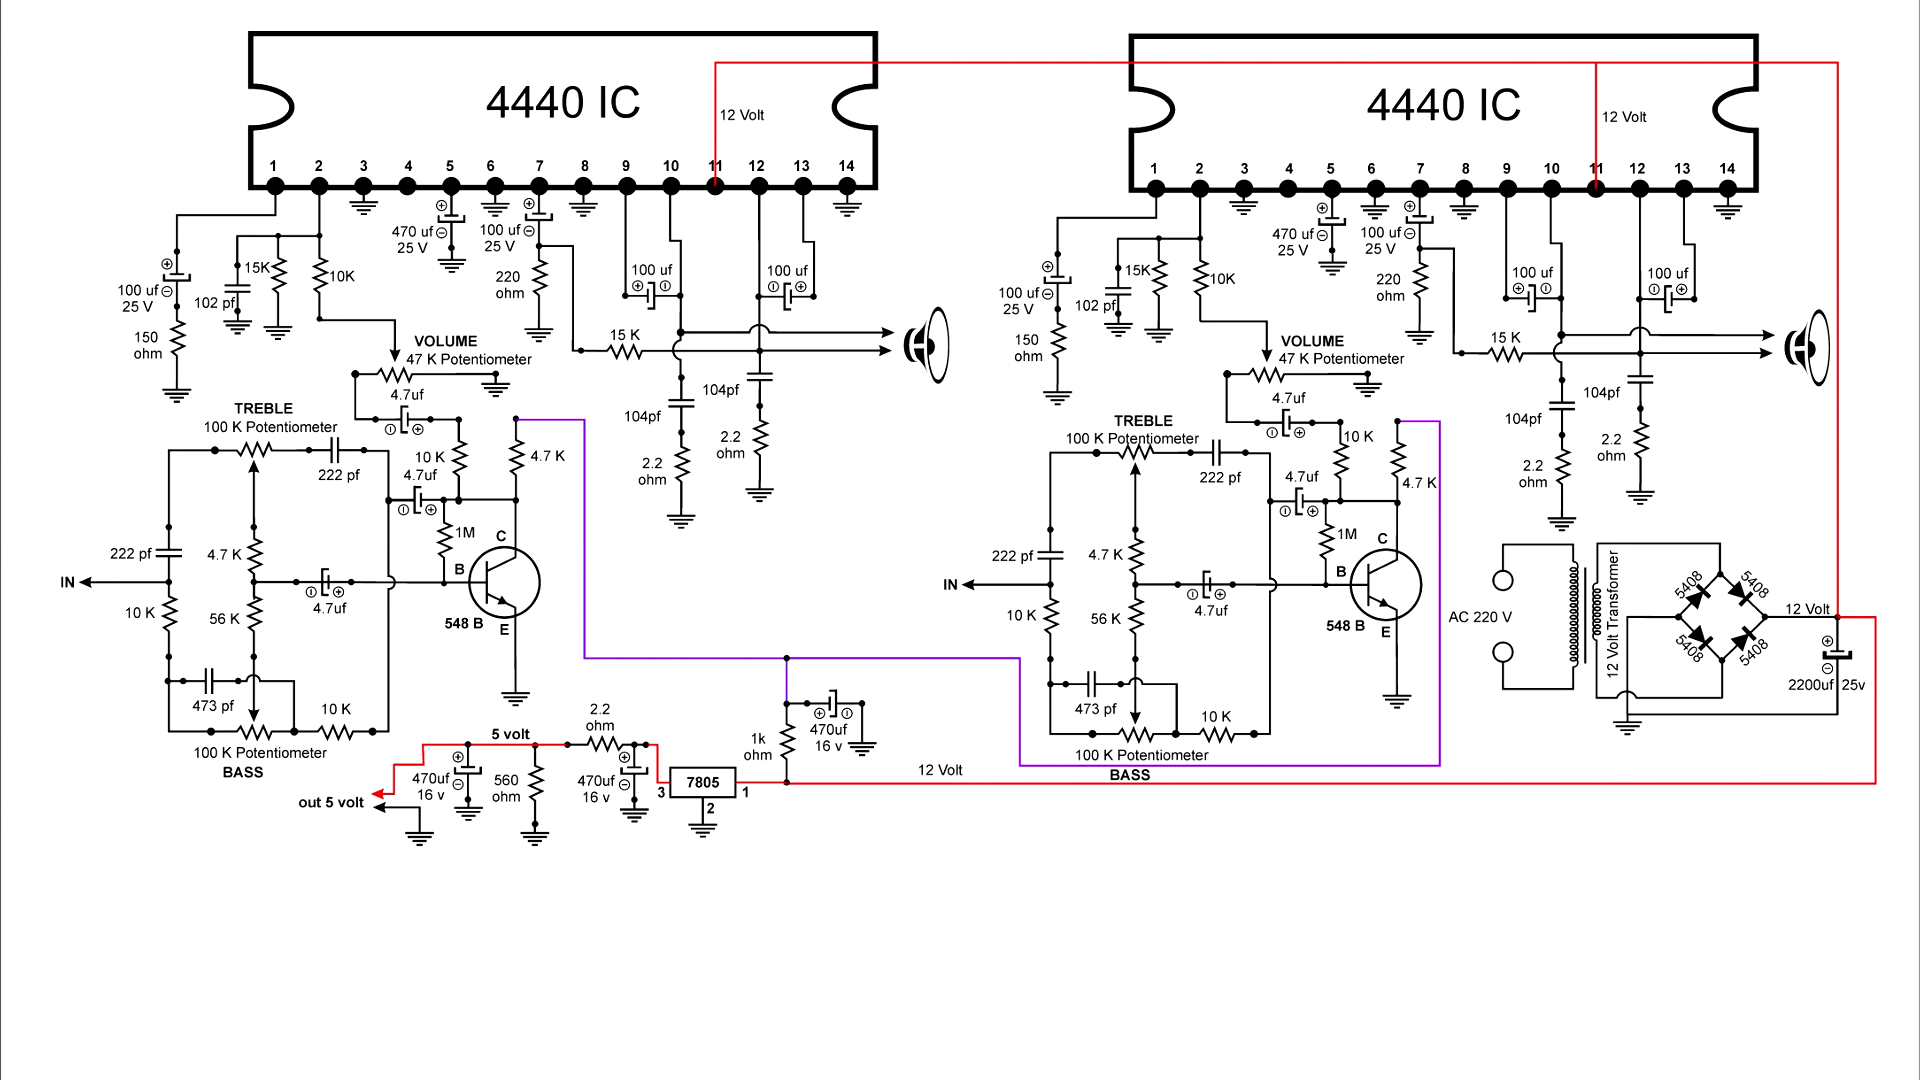 4440 IC
12 Volt
1 2 3 4 5 6 7 8 9 10 11 12 13 14
470 uf
25 V
100 uf
25 V
100 uf
25 V
15K
10K
102 pf
220
ohm
100 uf
100 uf
150
ohm
15 K
VOLUME
47 K Potentiometer
4.7uf
104pf
104pf
2.2
ohm
2.2
ohm
TREBLE
100 K Potentiometer
222 pf
10 K
4.7uf
4.7 K
1M
C
B
E
548 B
222 pf
4.7 K
IN
4.7uf
10 K
56 K
473 pf
10 K
100 K Potentiometer
BASS
4440 IC
12 Volt
1 2 3 4 5 6 7 8 9 10 11 12 13 14
470 uf
25 V
100 uf
25 V
100 uf
25 V
15K
10K
102 pf
220
ohm
100 uf
100 uf
150
ohm
15 K
VOLUME
47 K Potentiometer
4.7uf
104pf
104pf
2.2
ohm
2.2
ohm
TREBLE
100 K Potentiometer
222 pf
10 K
4.7uf
4.7 K
1M
C
B
E
548 B
222 pf
4.7 K
IN
4.7uf
10 K
56 K
473 pf
10 K
100 K Potentiometer
BASS
AC 220 V
12 Volt Transformer
5408
5408
5408
5408
12 Volt
2200uf 25v
2.2
ohm
5 volt
470uf
16 v
560
ohm
470uf
16 v
out 5 volt
3
7805
1
2
1k
ohm
470uf
16 v
12 Volt